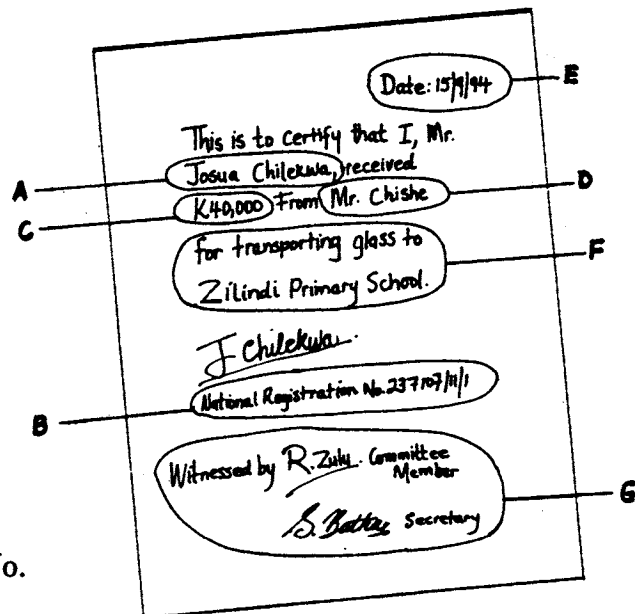 Date: 15/9/94
E
This is to certify that I, Mr.
A
Josua Chilekwa, received
C
K40,000 From Mr. Chishe
D
for transporting glass to
F
Zilindi Primary School.
J Chilekwa
B
National Registration No. 237107/11/1
Witnessed by R. Zulu. Committee
Member
G
Secretary
o.